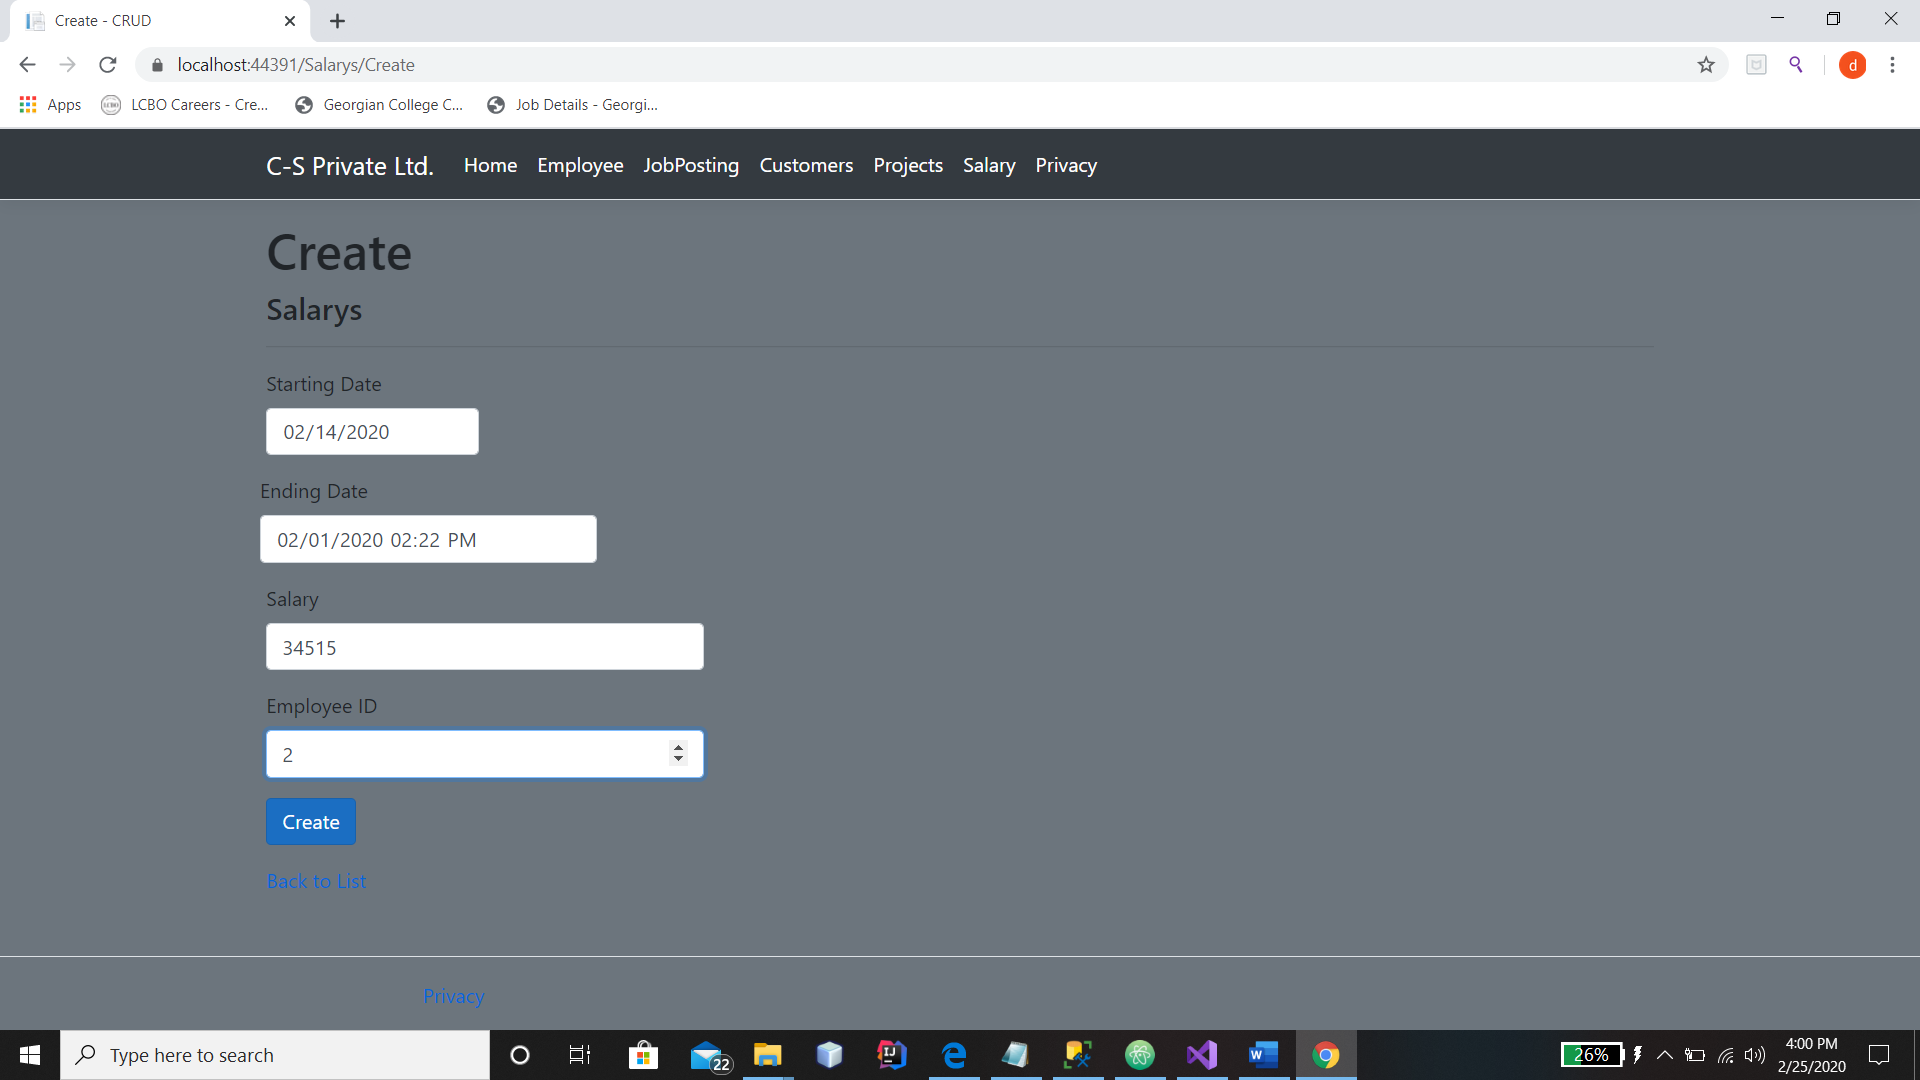 Create - CRUD
localhost:44391/Salarys/Create
d
Apps LCBO Careers - Cre... Georgian College C... Job Details - Georgi...
C-S Private Ltd. Home Employee JobPosting Customers Projects Salary Privacy
Create
Salarys
Starting Date
02/14/2020
Ending Date
02/01/2020 02:22 PM
Salary
34515
Employee ID
2
Create
Back to List
Privacy
Type here to search
22
26%
4:00 PM
2/25/2020